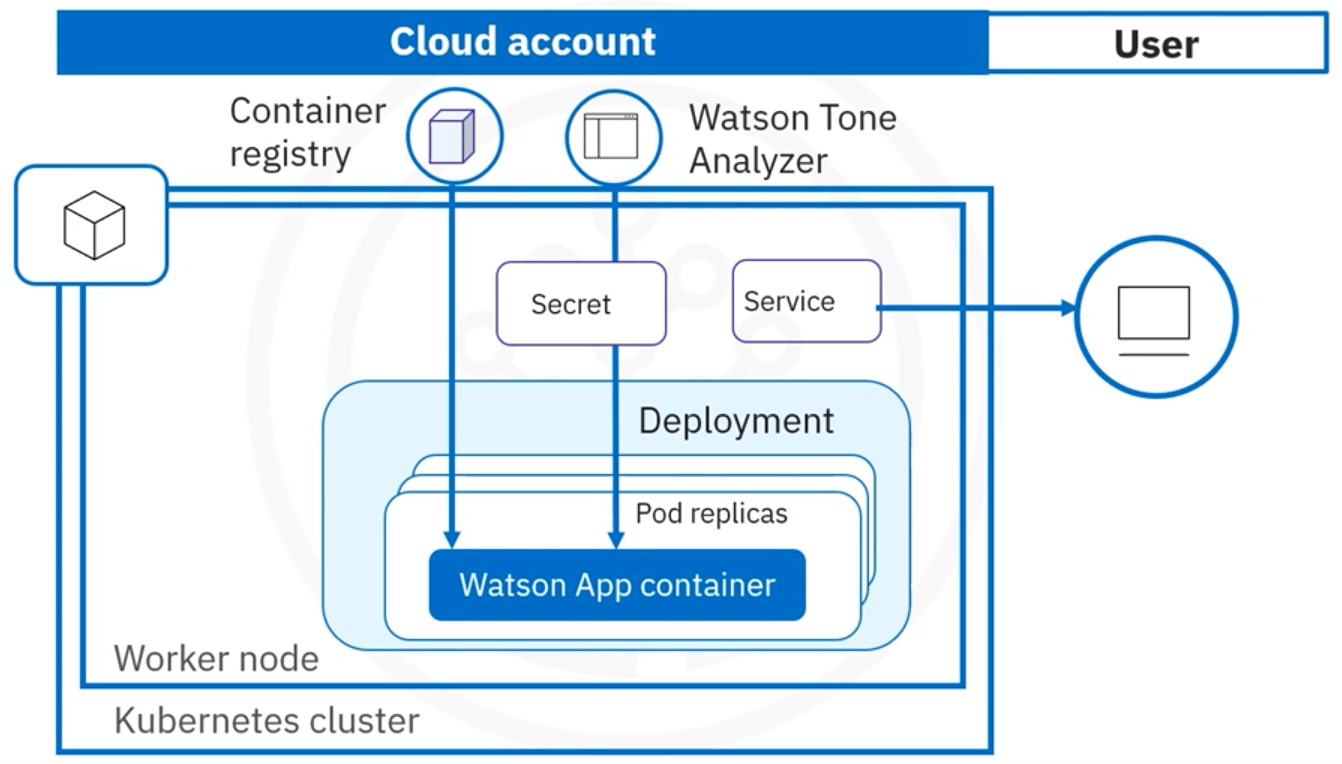 Cloud account
User
Container
registry
Watson Tone
Analyzer
Secret
Service
Deployment
Pod replicas
Watson App container
Worker node
Kubernetes cluster